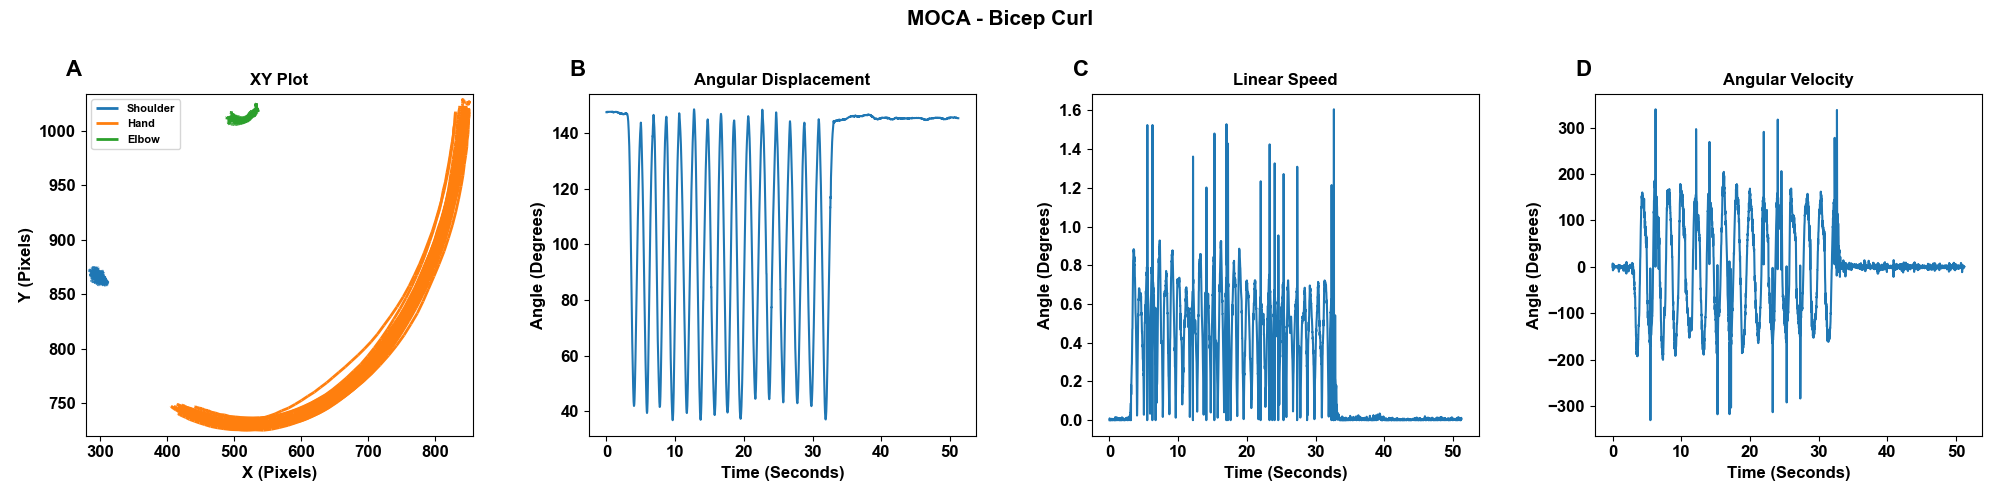 MOCA - Bicep Curl
A
XY Plot
Shoulder
Hand
Elbow
Y (Pixels)
1000
950
900
850
800
750
300 400 500 600 700 800
X (Pixels)
B
Angular Displacement
Angle (Degrees)
140
120
100
80
60
40
0 10 20 30 40 50
Time (Seconds)
C
Linear Speed
Angle (Degrees)
1.6
1.4
1.2
1.0
0.8
0.6
0.4
0.2
0.0
0 10 20 30 40 50
Time (Seconds)
D
Angular Velocity
Angle (Degrees)
300
200
100
0
−100
−200
−300
0 10 20 30 40 50
Time (Seconds)